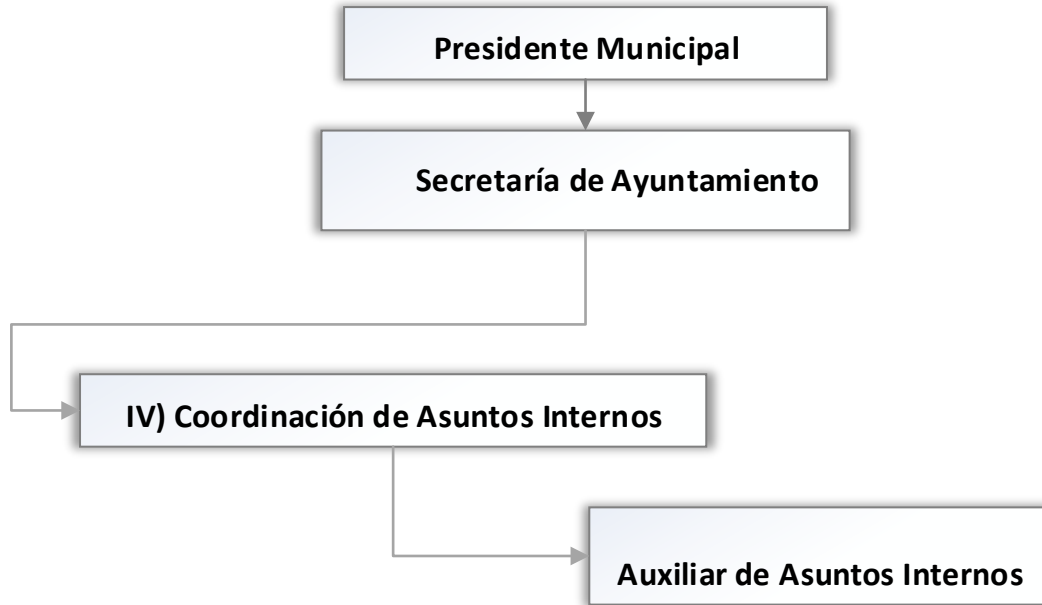 Presidente Municipal
Secretaría de Ayuntamiento
IV) Coordinación de Asuntos Internos
Auxiliar de Asuntos Internos